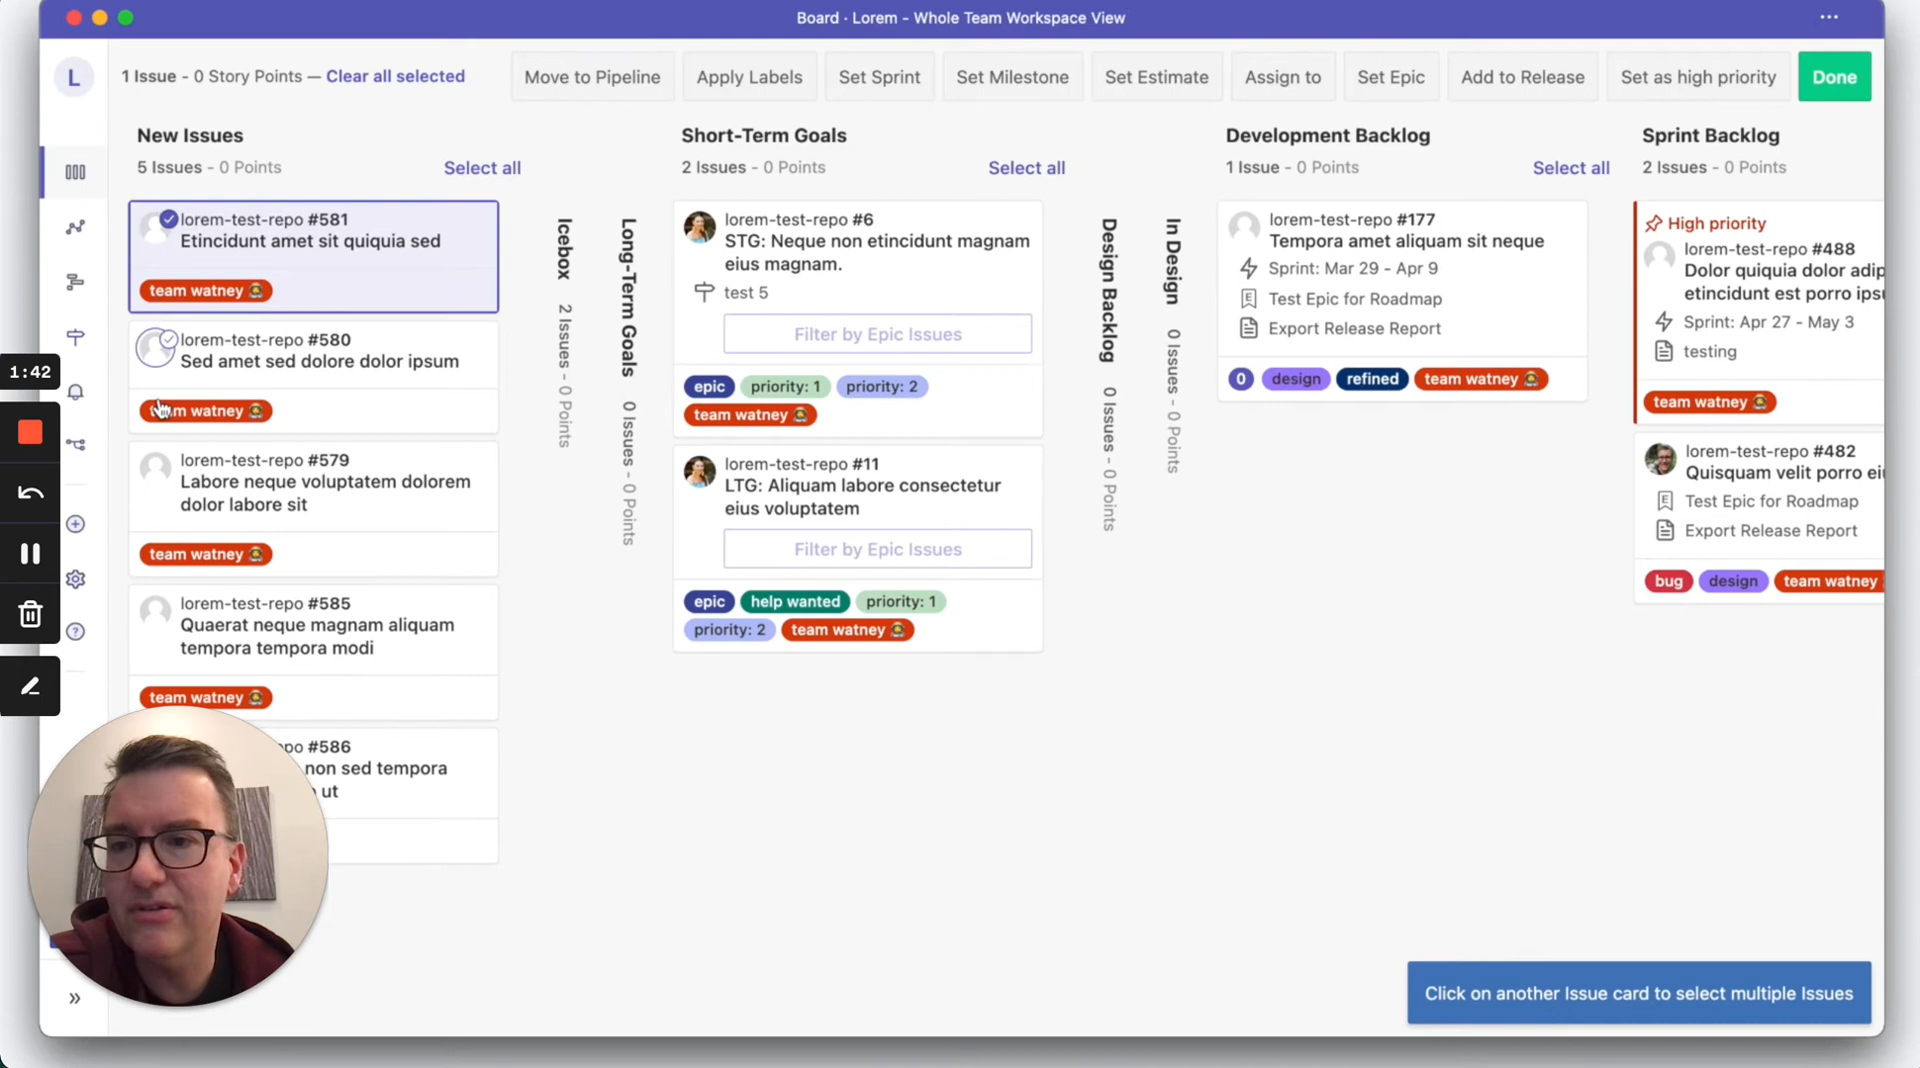 Board · Lorem - Whole Team Workspace View
L
1 Issue - 0 Story Points — Clear all selected
Move to Pipeline
Apply Labels
Set Sprint
Set Milestone
Set Estimate
Assign to
Set Epic
Add to Release
Set as high priority
Done
New Issues
5 Issues - 0 Points
Select all
lorem-test-repo #581
Etincidunt amet sit quiquia sed
team watney
lorem-test-repo #580
Sed amet sed dolore dolor ipsum
team watney
lorem-test-repo #579
Labore neque voluptatem dolorem
dolor labore sit
team watney
lorem-test-repo #585
Quaerat neque magnam aliquam
tempora tempora modi
team watney
#586
non sed tempora
ut
Icebox 2 Issues - 0 Points
Long-Term Goals 0 Issues - 0 Points
Short-Term Goals
2 Issues - 0 Points
Select all
lorem-test-repo #6
STG: Neque non etincidunt magnam
eius magnam.
test 5
Filter by Epic Issues
epic priority: 1 priority: 2
team watney
lorem-test-repo #11
LTG: Aliquam labore consectetur
eius voluptatem
Filter by Epic Issues
epic help wanted priority: 1
priority: 2 team watney
Design Backlog 0 Issues - 0 Points
In Design 0 Issues - 0 Points
Development Backlog
1 Issue - 0 Points
Select all
lorem-test-repo #177
Tempora amet aliquam sit neque
Sprint: Mar 29 - Apr 9
Test Epic for Roadmap
Export Release Report
0 design refined team watney
Sprint Backlog
2 Issues - 0 Points
High priority
lorem-test-repo #488
Dolor quiquia dolor adip
etincidunt est porro ips
Sprint: Apr 27 - May 3
testing
team watney
lorem-test-repo #482
Quisquam velit porro ei
Test Epic for Roadmap
Export Release Report
bug design team watney
1:42
Click on another Issue card to select multiple Issues